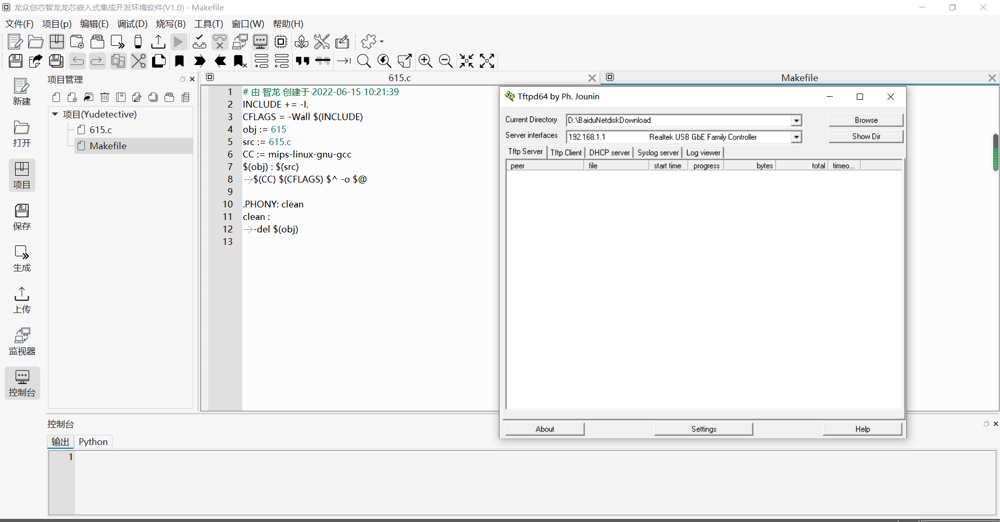 龙众创芯智龙龙芯嵌入式集成开发环境软件(V1.0) - Makefile
文件(F) 项目(p) 编辑(E) 调试(D) 烧写(B) 工具(T) 窗口(W) 帮助(H)
项目管理
615.c
Makefile
新建
打开
项目
保存
生成
上传
监视器
控制台
项目(Yudetective)
615.c
Makefile
1 # 由 智龙 创建于 2022-06-15 10:21:39
2 INCLUDE += -I.
3 CFLAGS = -Wall $(INCLUDE)
4 obj := 615
5 src := 615.c
6 CC := mips-linux-gnu-gcc
7 $(obj) : $(src)
8 →$(CC) $(CFLAGS) $^ -o $@
9
10 .PHONY: clean
11 clean :
12 →-del $(obj)
13
Tftpd64 by Ph. Jounin
Current Directory D:\BaiduNetdiskDownload Browse
Server interfaces 192.168.1.1 Realtek USB GbE Family Controller Show Dir
Tftp Server Tftp Client DHCP server Syslog server Log viewer
peer file start time progress bytes total timeo...
About Settings Help
控制台
输出 Python
1